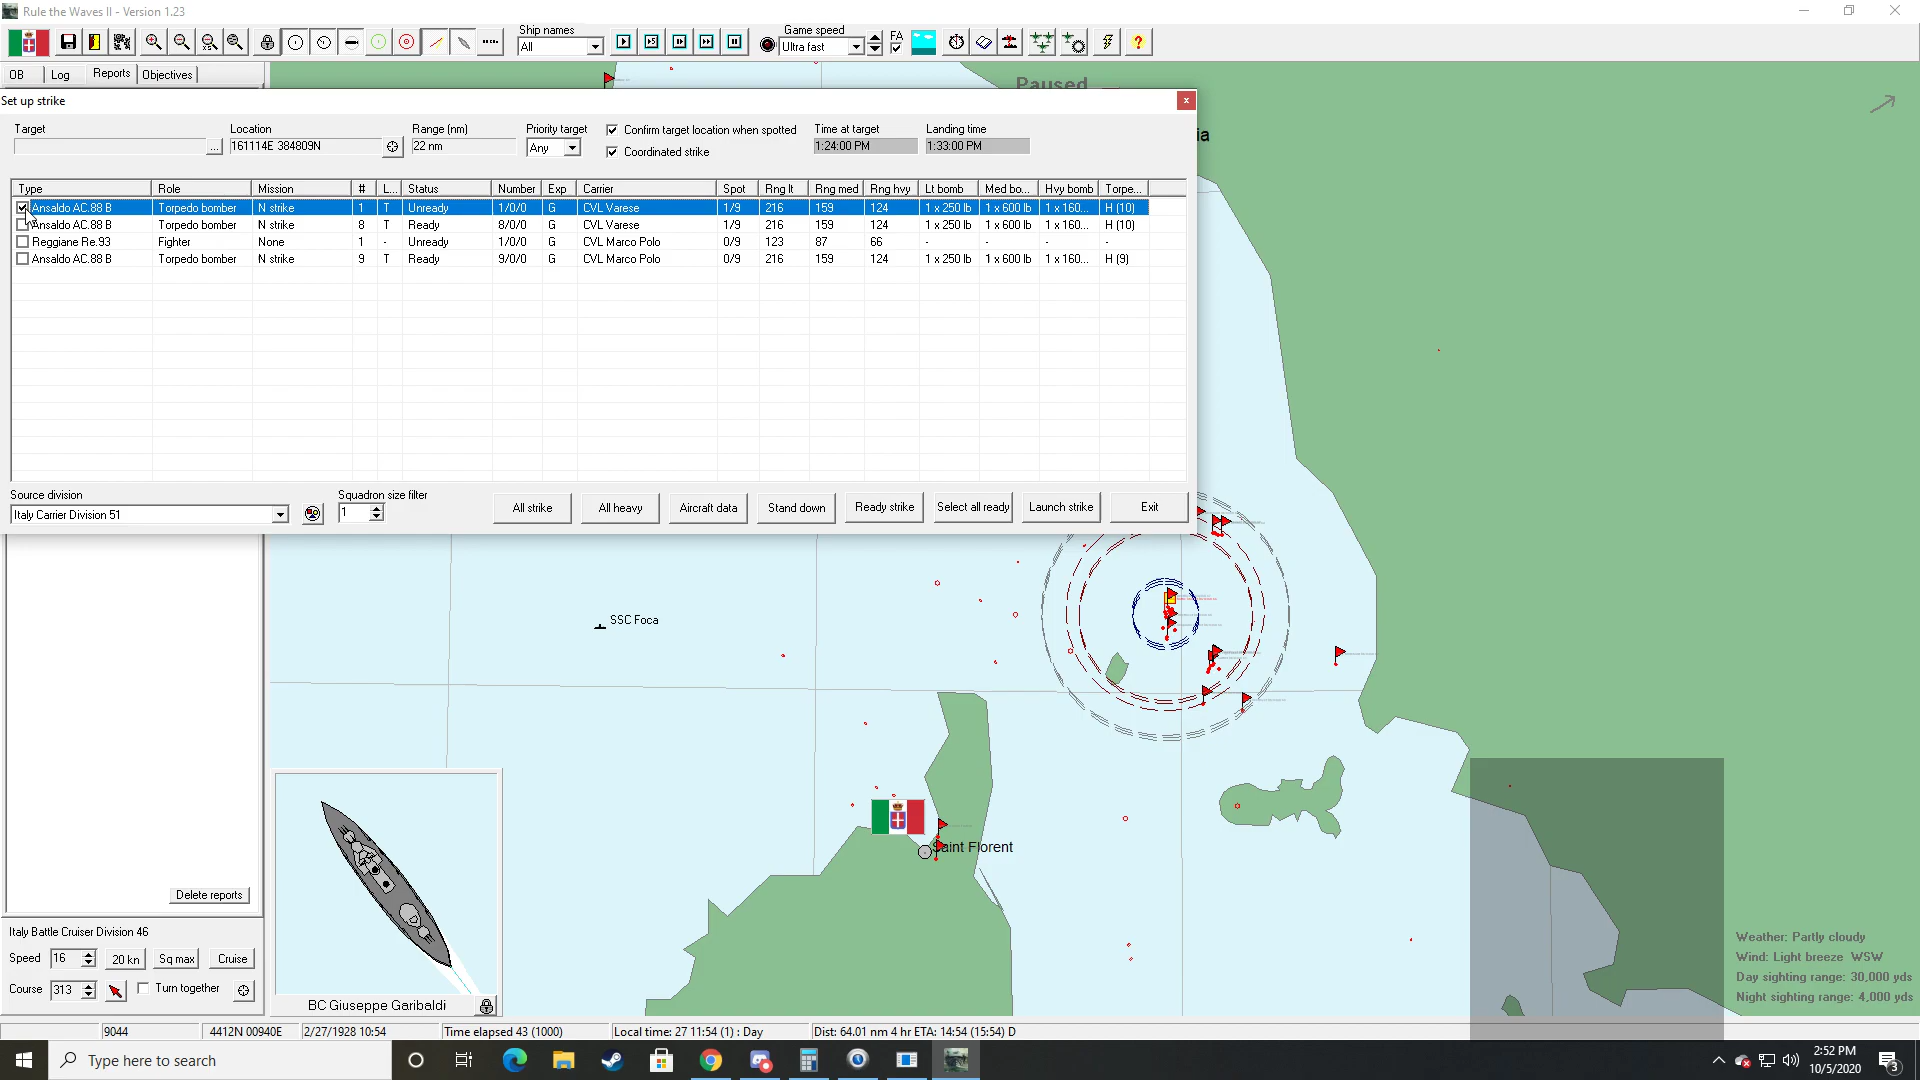 Rule the Waves II - Version 1.23
Ship names
All
Game speed
Ultra fast
FA
OB
Log
Reports
Objectives
Paused
Set up strike
Target
Location
161114E 384809N
Range (nm)
22 nm
Priority target
Any
Confirm target location when spotted
Coordinated strike
Time at target
1:24:00 PM
Landing time
1:33:00 PM
ia
Type Role Mission # L... Status Number Exp Carrier Spot Rng lt Rng med Rng hvy Lt bomb Med bo... Hvy bomb Torpe...
Ansaldo AC.88 B Torpedo bomber N strike 1 T Unready 1/0/0 G CVL Varese 1/9 216 159 124 1 x 250 lb 1 x 600 lb 1 x 160... H (10)
Ansaldo AC.88 B Torpedo bomber N strike 8 T Ready 8/0/0 G CVL Varese 1/9 216 159 124 1 x 250 lb 1 x 600 lb 1 x 160... H (10)
Reggiane Re.93 Fighter None 1 - Unready 1/0/0 G CVL Marco Polo 0/9 123 87 66 - - - -
Ansaldo AC.88 B Torpedo bomber N strike 9 T Ready 9/0/0 G CVL Marco Polo 0/9 216 159 124 1 x 250 lb 1 x 600 lb 1 x 160... H (9)
Source division
Italy Carrier Division 51
Squadron size filter
1
All strike
All heavy
Aircraft data
Stand down
Ready strike
Select all ready
Launch strike
Exit
SSC Foca
Saint Florent
Delete reports
Italy Battle Cruiser Division 46
Speed 16 20 kn Sq max Cruise
Course 313 Turn together
BC Giuseppe Garibaldi
Weather: Partly cloudy
Wind: Light breeze WSW
Day sighting range: 30,000 yds
Night sighting range: 4,000 yds
9044 4412N 00940E 2/27/1928 10:54 Time elapsed 43 (1000) Local time: 27 11:54 (1) : Day Dist: 64.01 nm 4 hr ETA: 14:54 (15:54) D
Type here to search
2:52 PM
10/5/2020
3